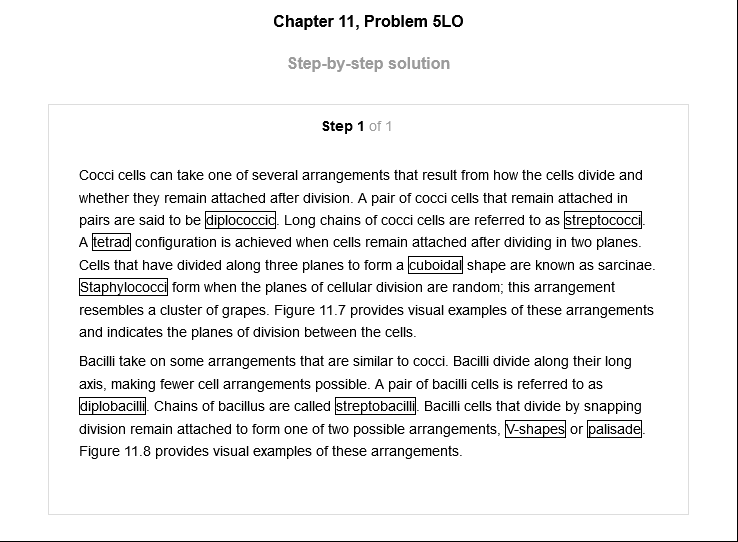 Chapter 11, Problem 5LO
Step-by-step solution
Step 1 of 1
Cocci cells can take one of several arrangements that result from how the cells divide and
whether they remain attached after division. A pair of cocci cells that remain attached in
pairs are said to be diplococcic. Long chains of cocci cells are referred to as streptococci.
A tetrad configuration is achieved when cells remain attached after dividing in two planes.
Cells that have divided along three planes to form a cuboidal shape are known as sarcinae.
Staphylococci form when the planes of cellular division are random; this arrangement
resembles a cluster of grapes. Figure 11.7 provides visual examples of these arrangements
and indicates the planes of division between the cells.
Bacilli take on some arrangements that are similar to cocci. Bacilli divide along their long
axis, making fewer cell arrangements possible. A pair of bacilli cells is referred to as
diplobacilli. Chains of bacillus are called streptobacilli. Bacilli cells that divide by snapping
division remain attached to form one of two possible arrangements, V-shapes or palisade.
Figure 11.8 provides visual examples of these arrangements.